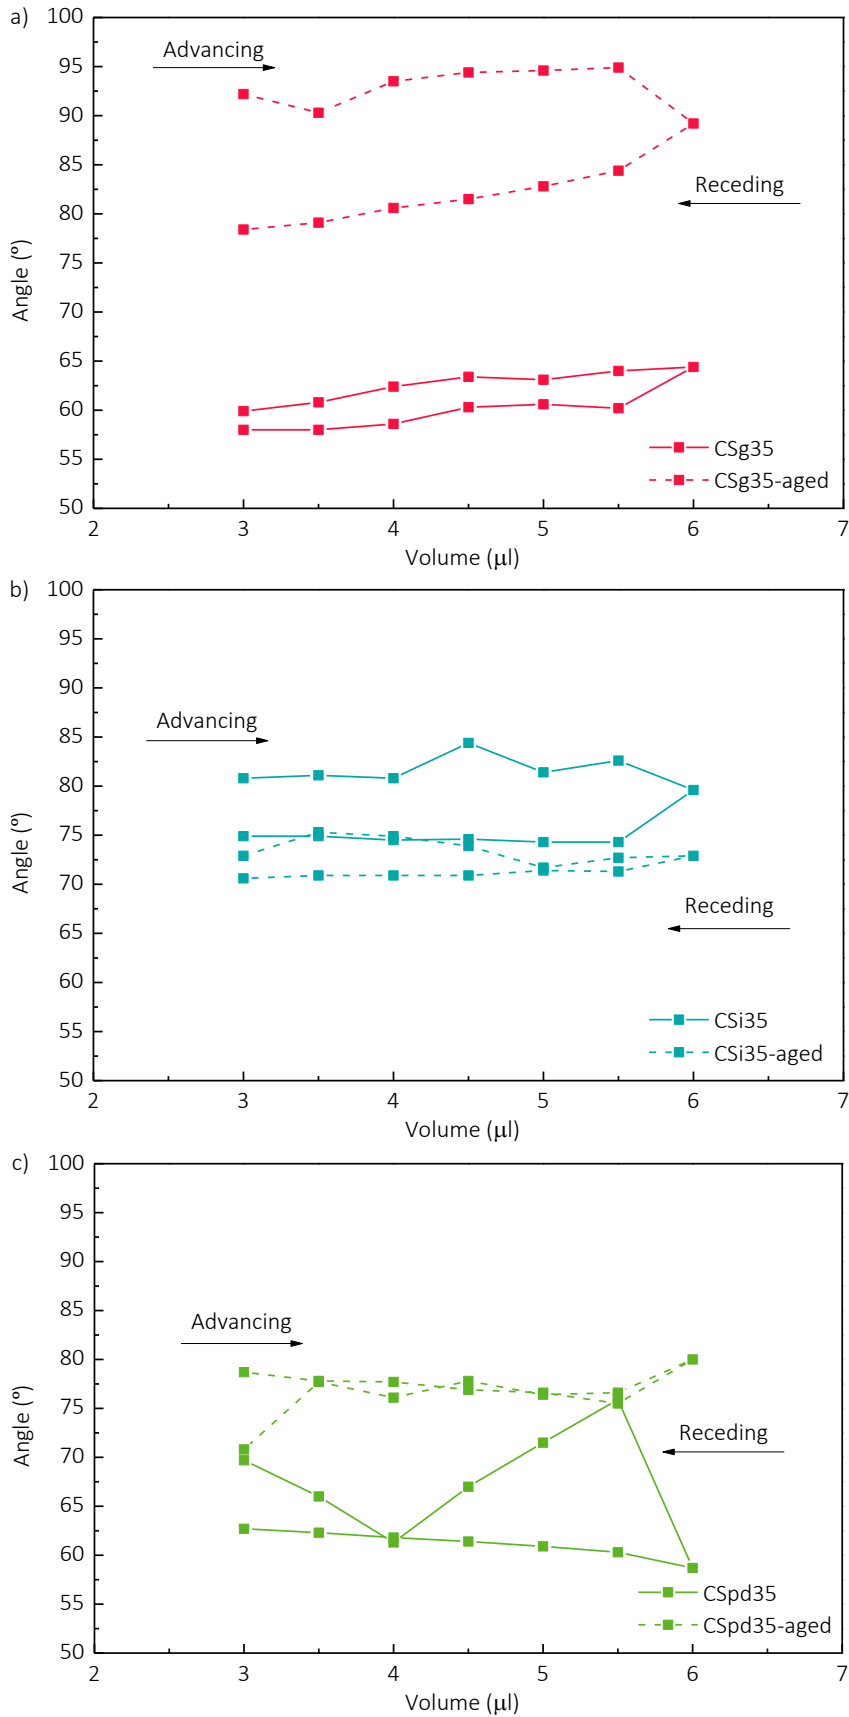 a)
100
95
90
85
80
75
70
65
60
55
50
Angle (º)
Advancing
Receding
CSg35
CSg35-aged
2 3 4 5 6 7
Volume (µl)
b)
100
95
90
85
80
75
70
65
60
55
50
Angle (º)
Advancing
Receding
CSi35
CSi35-aged
2 3 4 5 6 7
Volume (µl)
c)
100
95
90
85
80
75
70
65
60
55
50
Angle (º)
Advancing
Receding
CSpd35
CSpd35-aged
2 3 4 5 6 7
Volume (µl)